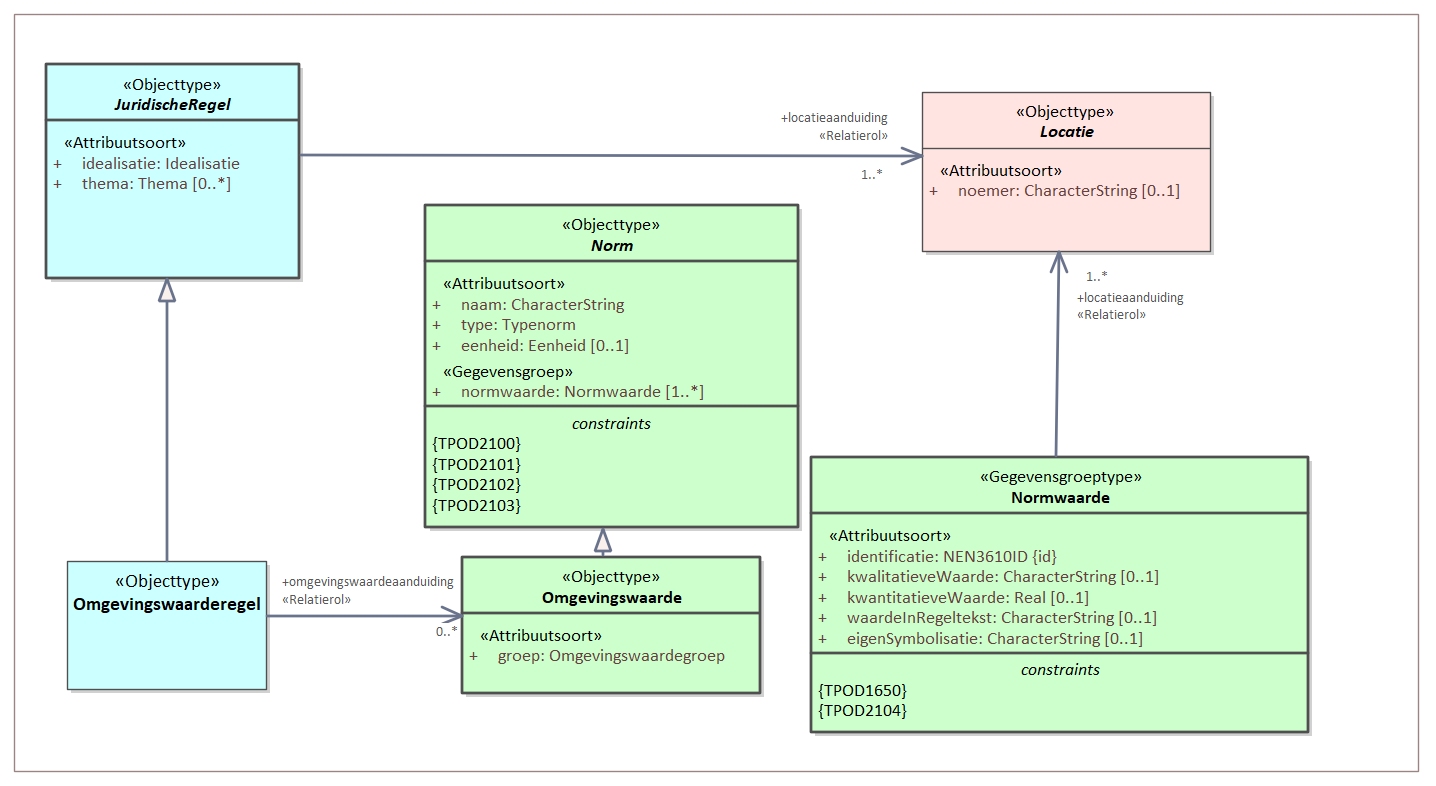 «Objecttype»
JuridischeRegel
«Attribuutsoort»
+ idealisatie: Idealisatie
+ thema: Thema [0..*]
+locatieaanduiding
«Relatierol»
1..*
«Objecttype»
Locatie
«Attribuutsoort»
+ noemer: CharacterString [0..1]
«Objecttype»
Norm
«Attribuutsoort»
+ naam: CharacterString
+ type: Typenorm
+ eenheid: Eenheid [0..1]
«Gegevensgroep»
+ normwaarde: Normwaarde [1..*]
constraints
{TPOD2100}
{TPOD2101}
{TPOD2102}
{TPOD2103}
1..*
+locatieaanduiding
«Relatierol»
«Gegevensgroeptype»
Normwaarde
«Attribuutsoort»
+ identificatie: NEN3610ID {id}
+ kwalitatieveWaarde: CharacterString [0..1]
+ kwantitatieveWaarde: Real [0..1]
+ waardeInRegeltekst: CharacterString [0..1]
+ eigenSymbolisatie: CharacterString [0..1]
constraints
{TPOD1650}
{TPOD2104}
«Objecttype»
Omgevingswaarderegel
+omgevingswaardeaanduiding
«Relatierol»
0..*
«Objecttype»
Omgevingswaarde
«Attribuutsoort»
+ groep: Omgevingswaardegroep